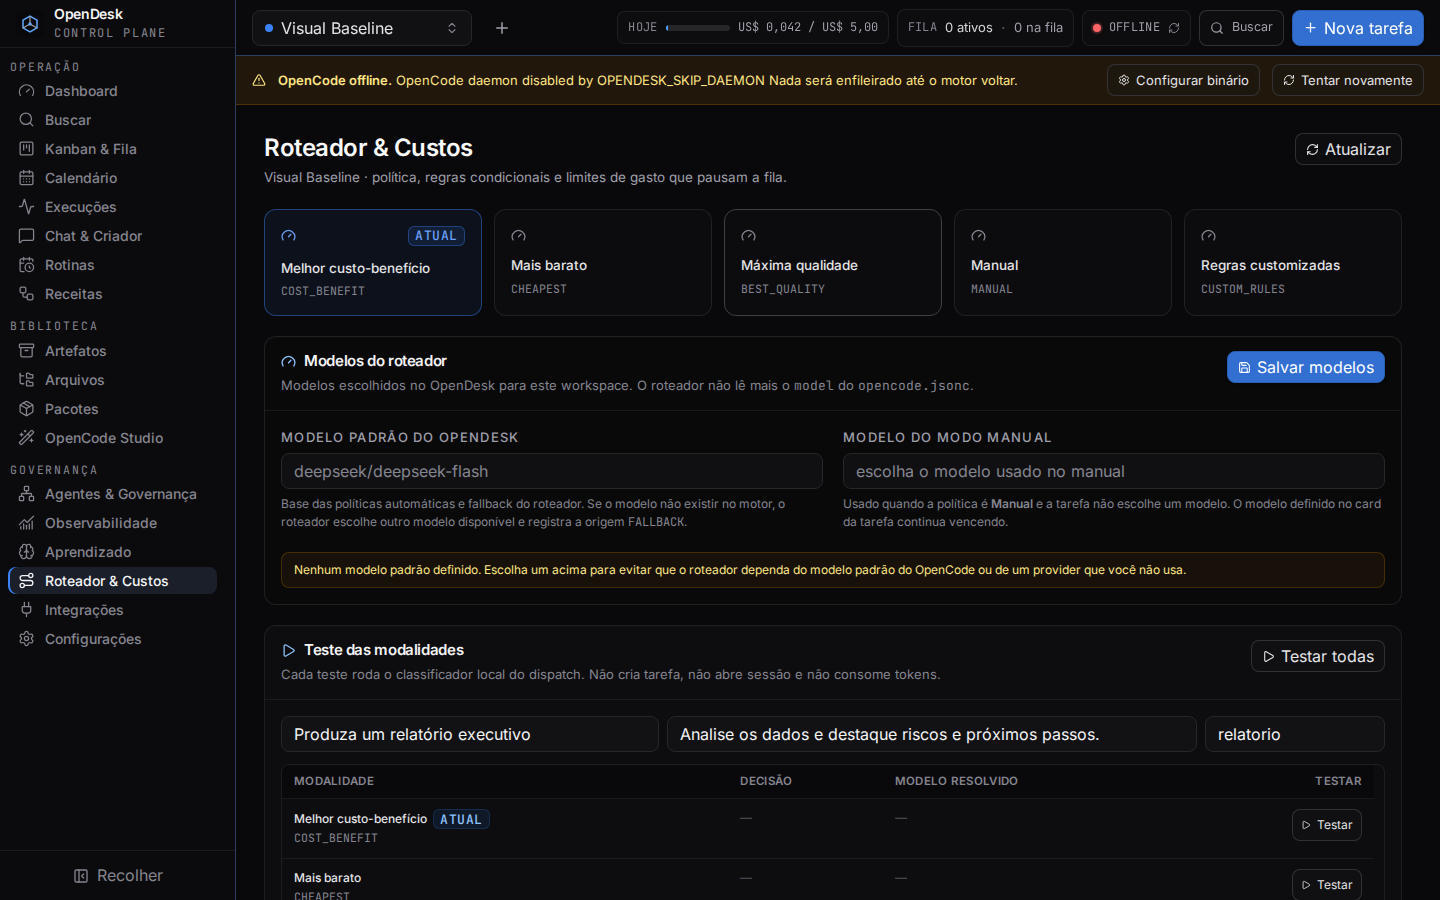 OpenDesk
CONTROL PLANE
OPERAÇÃO
Dashboard
Buscar
Kanban & Fila
Calendário
Execuções
Chat & Criador
Rotinas
Receitas
BIBLIOTECA
Artefatos
Arquivos
Pacotes
OpenCode Studio
GOVERNANÇA
Agentes & Governança
Observabilidade
Aprendizado
Roteador & Custos
Integrações
Configurações
Recolher
Visual Baseline
HOJE US$ 0,042 / US$ 5,00
FILA 0 ativos · 0 na fila
OFFLINE
Buscar
Nova tarefa
OpenCode offline. OpenCode daemon disabled by OPENDESK_SKIP_DAEMON Nada será enfileirado até o motor voltar.
Configurar binário
Tentar novamente
Roteador & Custos
Visual Baseline · política, regras condicionais e limites de gasto que pausam a fila.
Atualizar
ATUAL
Melhor custo-benefício
COST_BENEFIT
Mais barato
CHEAPEST
Máxima qualidade
BEST_QUALITY
Manual
MANUAL
Regras customizadas
CUSTOM_RULES
Modelos do roteador
Modelos escolhidos no OpenDesk para este workspace. O roteador não lê mais o model do opencode.jsonc.
Salvar modelos
MODELO PADRÃO DO OPENDESK
deepseek/deepseek-flash
Base das políticas automáticas e fallback do roteador. Se o modelo não existir no motor, o
roteador escolhe outro modelo disponível e registra a origem FALLBACK.
MODELO DO MODO MANUAL
escolha o modelo usado no manual
Usado quando a política é Manual e a tarefa não escolhe um modelo. O modelo definido no card
da tarefa continua vencendo.
Nenhum modelo padrão definido. Escolha um acima para evitar que o roteador dependa do modelo padrão do OpenCode ou de um provider que você não usa.
Teste das modalidades
Cada teste roda o classificador local do dispatch. Não cria tarefa, não abre sessão e não consome tokens.
Testar todas
Produza um relatório executivo
Analise os dados e destaque riscos e próximos passos.
relatorio
MODALIDADE DECISÃO MODELO RESOLVIDO TESTAR
Melhor custo-benefício ATUAL — — Testar
COST_BENEFIT
Mais barato — — Testar
CHEAPEST